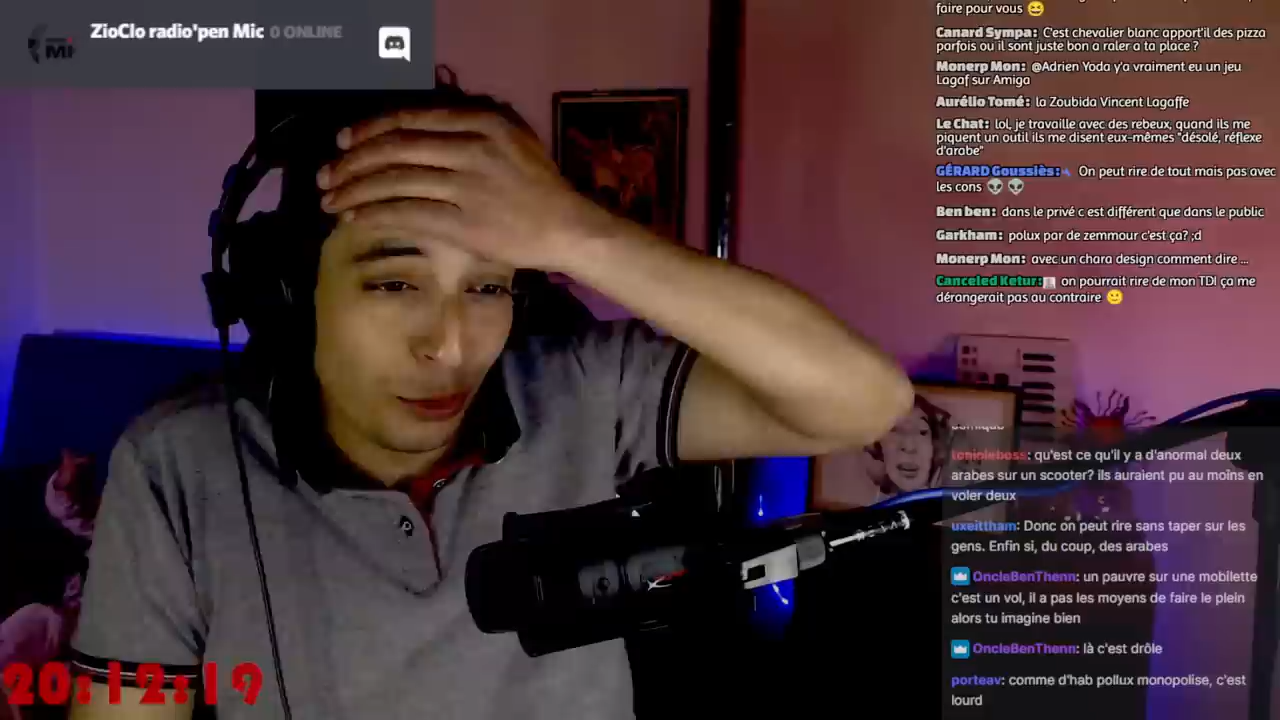 ZioClo radio'pen Mic 0 ONLINE
faire pour vous
Canard Sympa: C'est chevalier blanc apport'il des pizza
parfois ou il sont juste bon a raler a ta place ?
Monerp Mon: @Adrien Yoda y'a vraiment eu un jeu
Lagaf sur Amiga
Aurélio Tomé: la Zoubida Vincent Lagaffe
Le Chat: lol, je travaille avec des rebeux, quand ils me
piquent un outil ils me disent eux-mêmes "désolé, réflexe
d'arabe"
GÉRARD Goussiès: On peut rire de tout mais pas avec
les cons
Ben ben: dans le privé c est différent que dans le public
Garkham: polux par de zemmour c'est ça? ;d
Monerp Mon: avec un chara design comment dire ...
Canceled Ketur: on pourrait rire de mon TDI ça me
dérangerait pas au contraire
tonioleboss: qu'est ce qu'il y a d'anormal deux
arabes sur un scooter? ils auraient pu au moins en
voler deux
uxeittham: Donc on peut rire sans taper sur les
gens. Enfin si, du coup, des arabes
OncleBenThenn: un pauvre sur une mobilette
c'est un vol, il a pas les moyens de faire le plein
alors tu imagine bien
OncleBenThenn: là c'est drôle
porteav: comme d'hab pollux monopolise, c'est
lourd
20:12:19